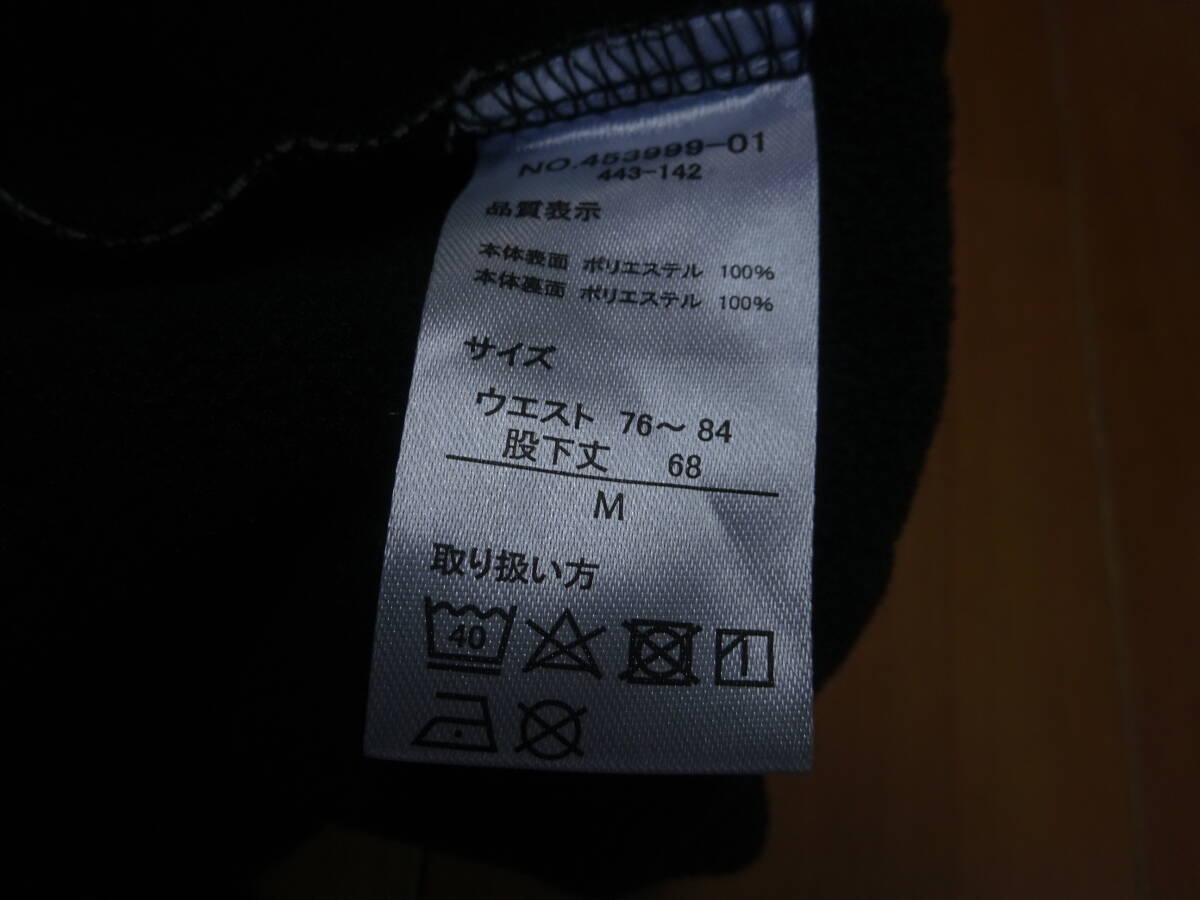 NO.453999-01
443-142
品質表示
本体表面 ポリエステル 100%
本体裏面 ポリエステル 100%
サイズ
ウエスト 76～84
股下丈 68
M
取り扱い方
40